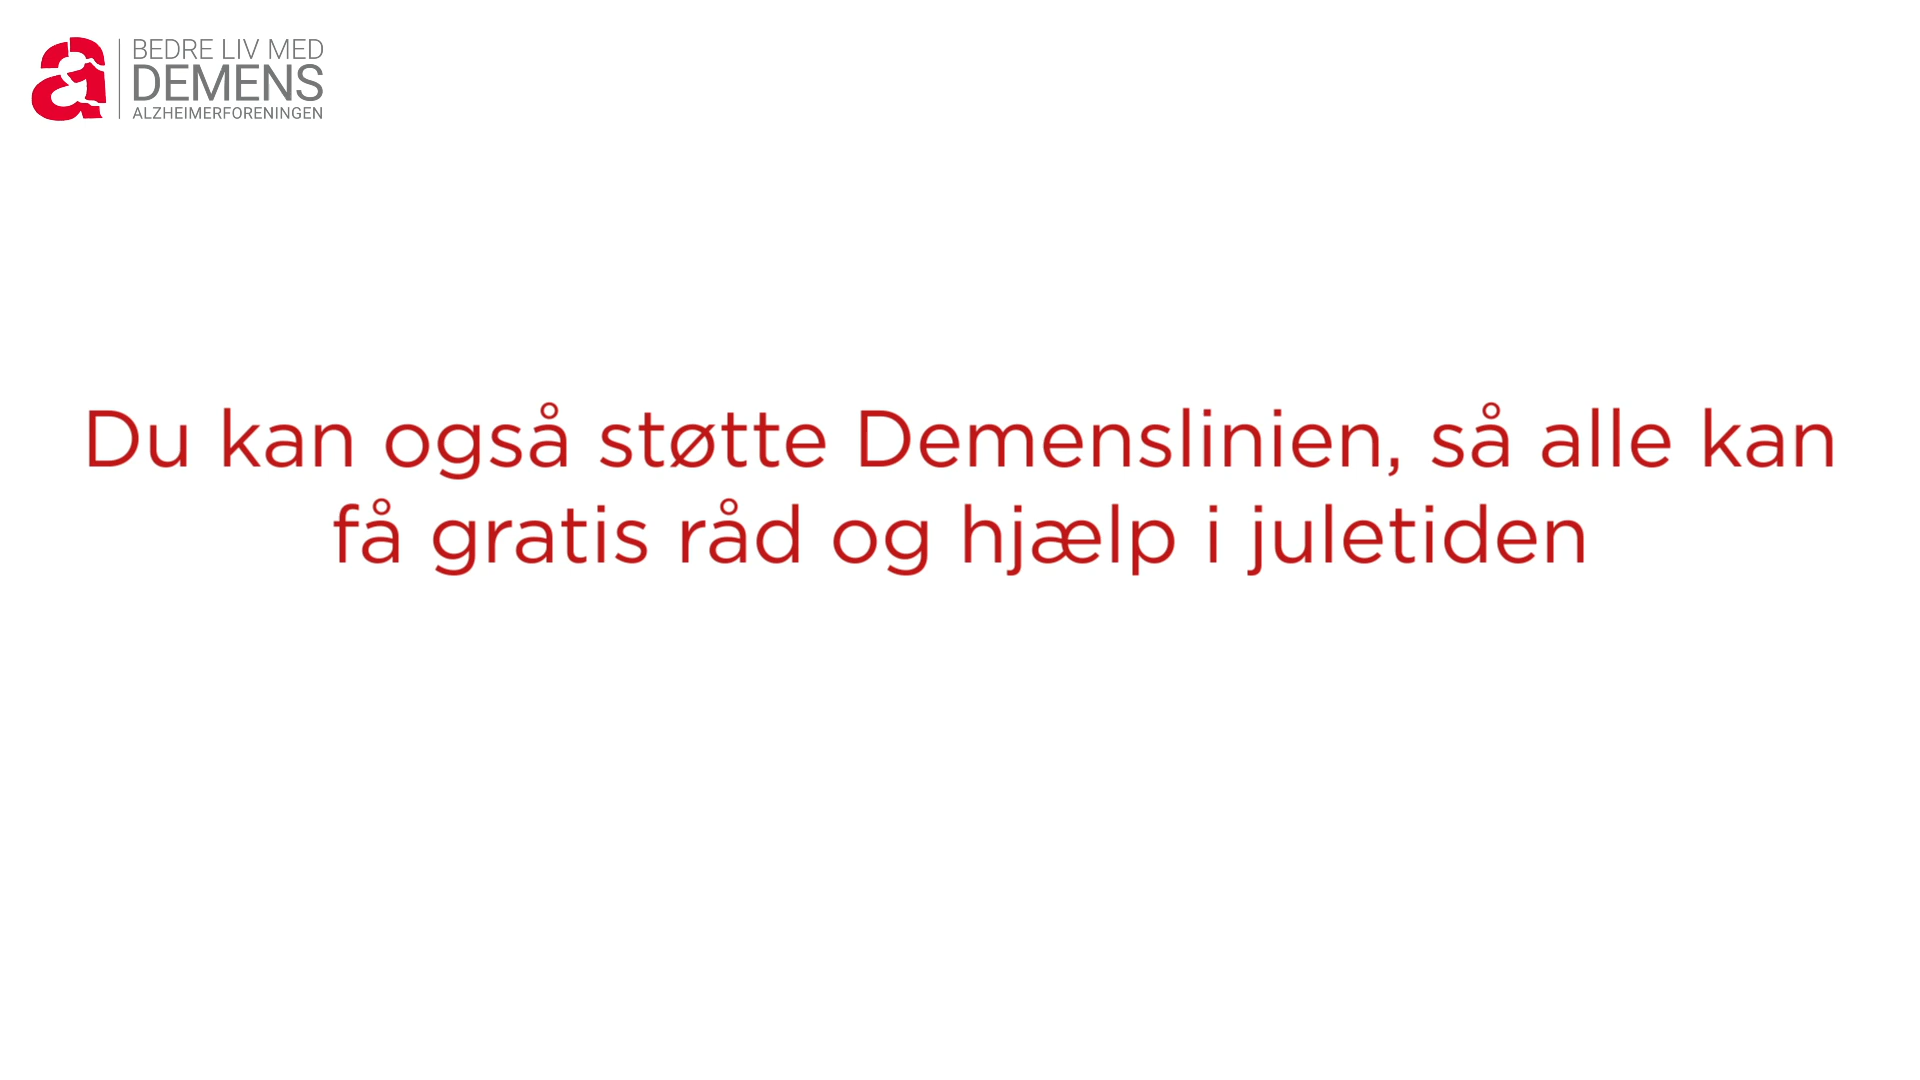 BEDRE LIV MED
DEMENS
ALZHEIMERFORENINGEN
Du kan også støtte Demenslinien, så alle kan
få gratis råd og hjælp i juletiden